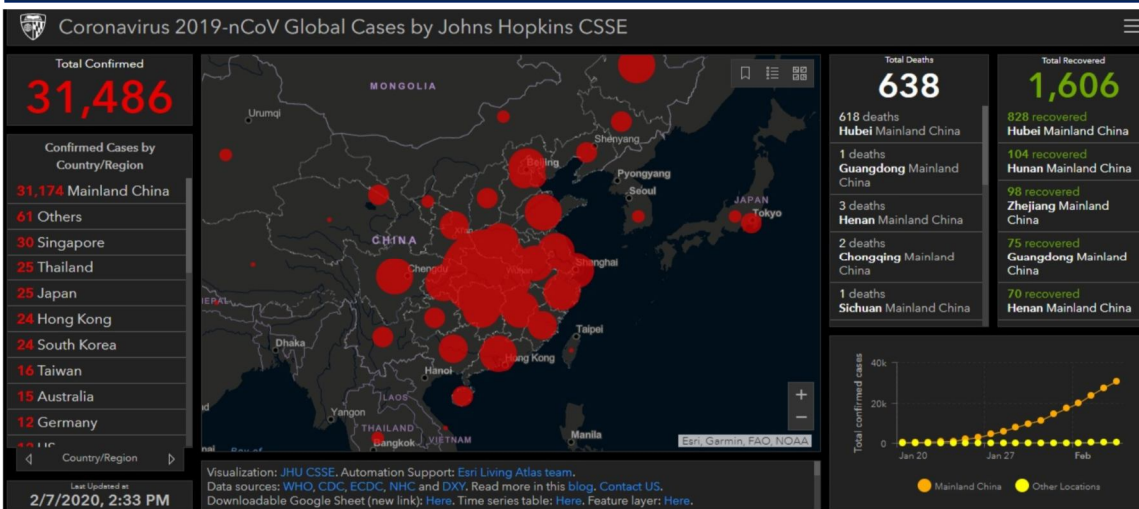 Coronavirus 2019-nCoV Global Cases by Johns Hopkins CSSE
Total Confirmed
31,486
Confirmed Cases by
Country/Region
31,174 Mainland China
61 Others
30 Singapore
25 Thailand
25 Japan
24 Hong Kong
24 South Korea
16 Taiwan
15 Australia
12 Germany
Country/Region
Last Updated at
2/7/2020, 2:33 PM
MONGOLIA
Urumqi
Shenyang
Beijing
Pyongyang
Seoul
JAPAN
Tokyo
CHINA
Chengdu
Shanghai
NEPAL
Dhaka
Taipei
Hong Kong
Hanoi
LAOS
Yangon
THAILAND
Bangkok
VIETNAM
Manila
+
−
Esri, Garmin, FAO, NOAA
Visualization: JHU CSSE. Automation Support: Esri Living Atlas team.
Data sources: WHO, CDC, ECDC, NHC and DXY. Read more in this blog. Contact US.
Downloadable Google Sheet (new link): Here. Time series table: Here. Feature layer: Here.
Total Deaths
638
618 deaths
Hubei Mainland China
1 deaths
Guangdong Mainland
China
3 deaths
Henan Mainland China
2 deaths
Chongqing Mainland
China
1 deaths
Sichuan Mainland China
Total Recovered
1,606
828 recovered
Hubei Mainland China
104 recovered
Hunan Mainland China
98 recovered
Zhejiang Mainland
China
75 recovered
Guangdong Mainland
China
70 recovered
Henan Mainland China
Total confirmed cases
40k
20k
0
Jan 20
Jan 27
Feb
Mainland China
Other Locations